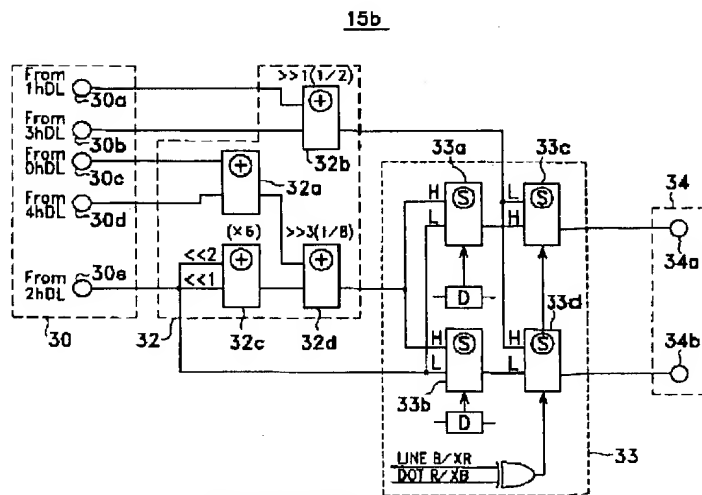 15b
From
1hDL
30a
From
3hDL
30b
From
0hDL
30c
From
4hDL
30d
From
2hDL
30e
30
>>1(1/2)
+
32b
+
32a
(×6)
<<2
<<1
+
32c
>>3(1/8)
+
32d
32
33a
H
L
S
D
33c
L
H
S
H
L
S
33b
D
33d
H
L
S
LINE B/XR
DOT R/XB
33
34
34a
34b